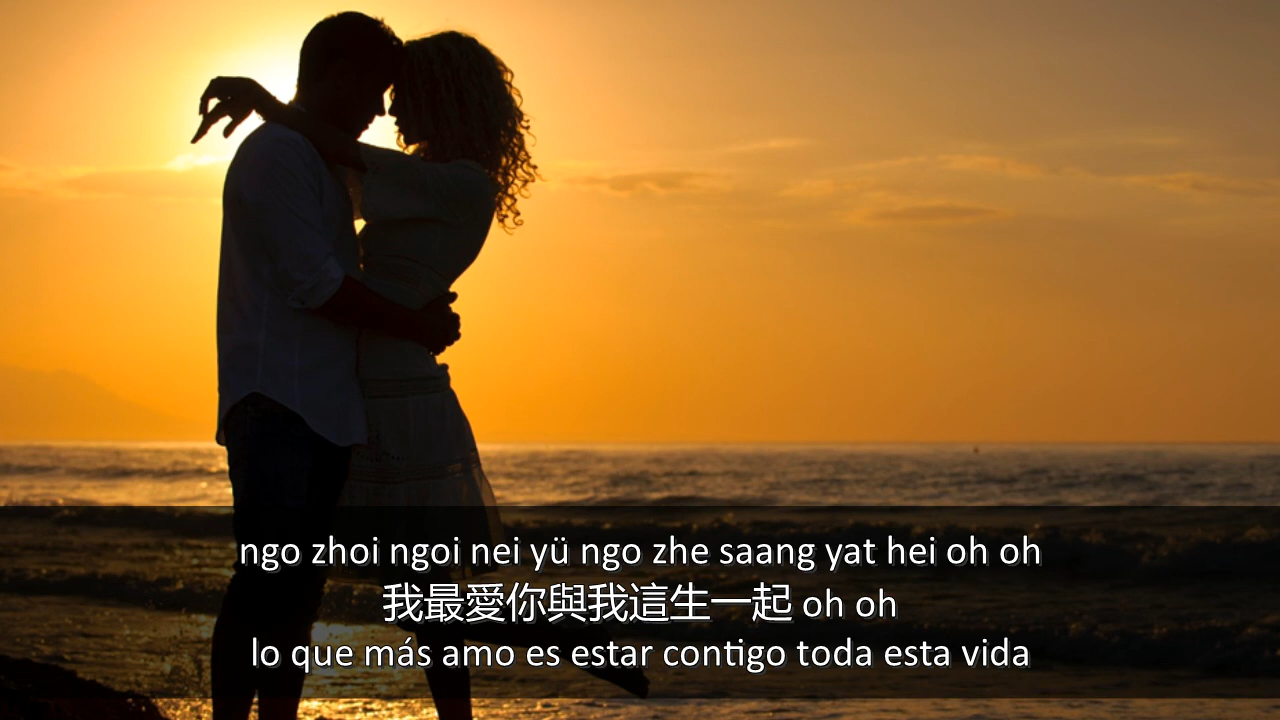 ngo zhoi ngoi nei yü ngo zhe saang yat hei oh oh
我最愛你與我這生一起 oh oh
lo que más amo es estar contigo toda esta vida